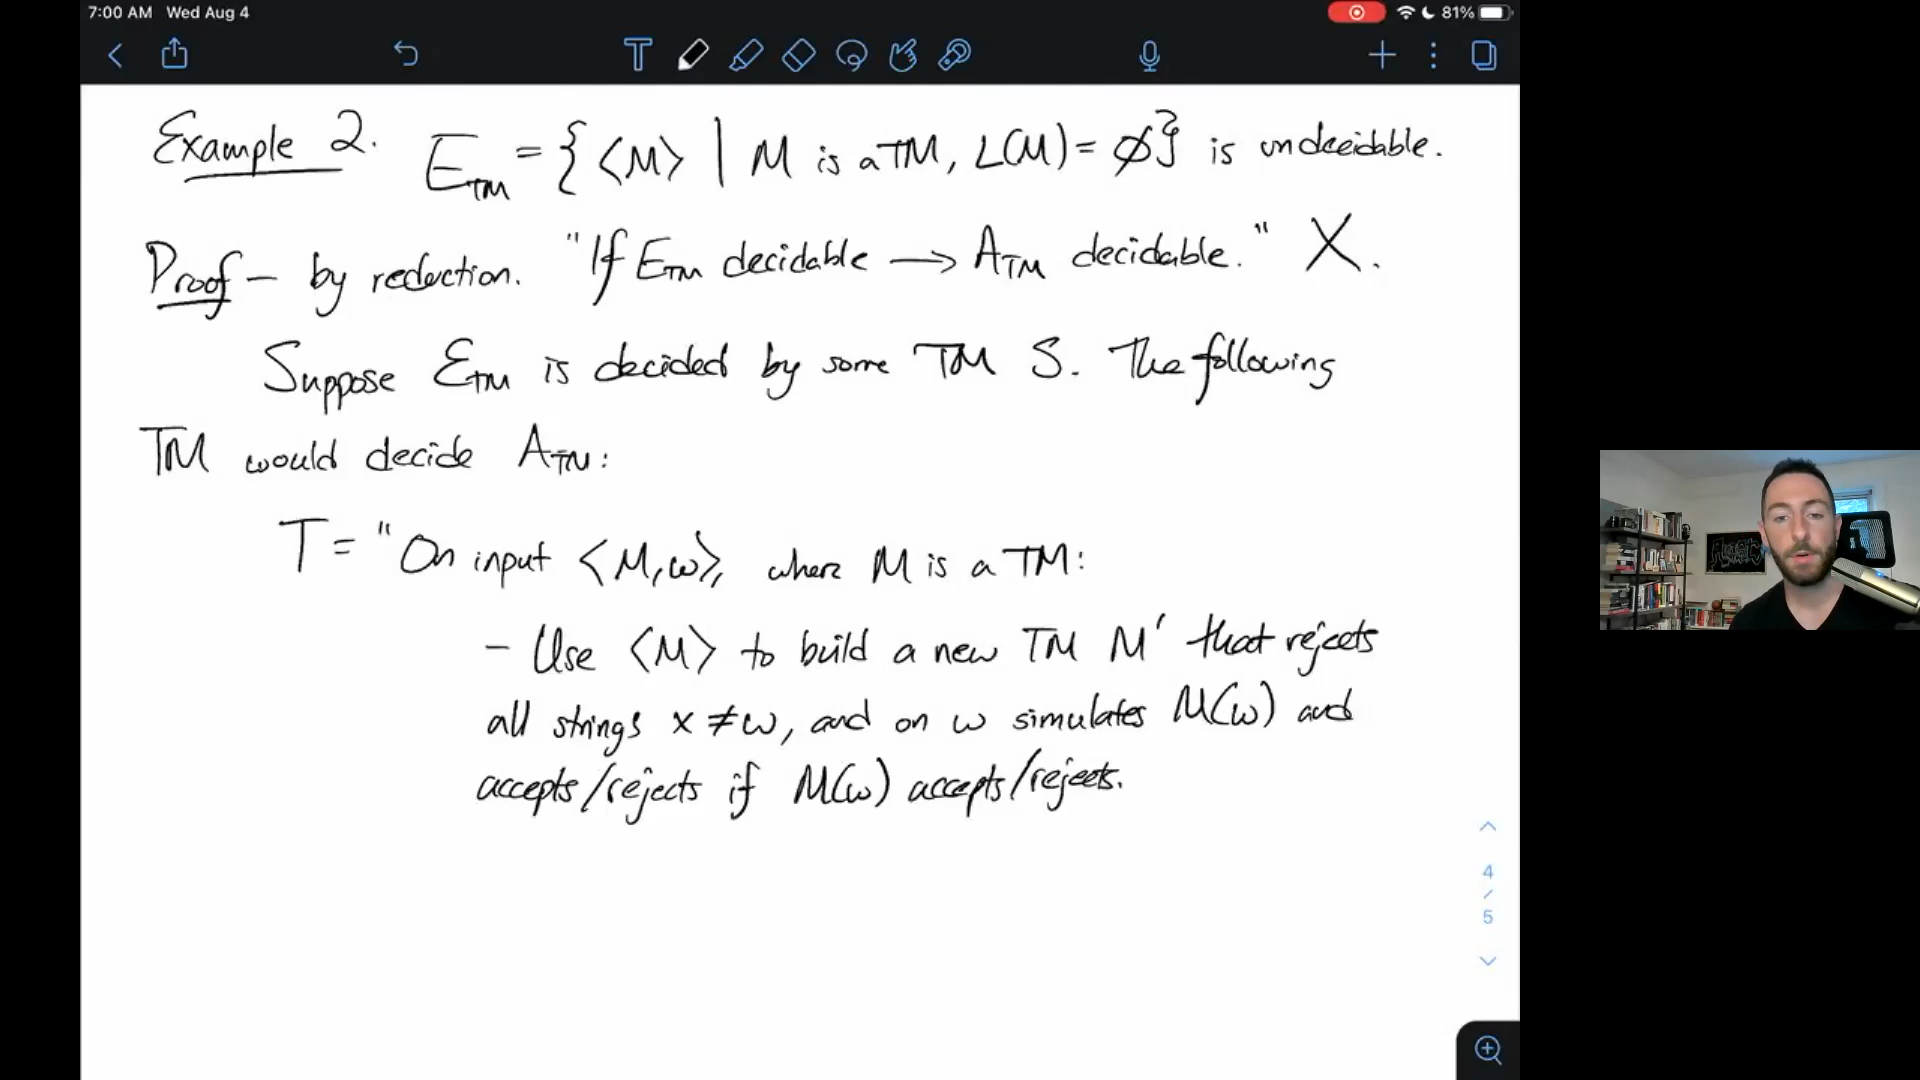 7:00 AM Wed Aug 4 81%
T
Example 2. E_TM = { ⟨M⟩ | M is a TM, L(M) = ∅} is undecidable.
Proof – by reduction. "If E_TM decidable → A_TM decidable." X.
Suppose E_TM is decided by some TM S. The following
TM would decide A_TM:
T = "On input ⟨M,w⟩, where M is a TM:
– Use ⟨M⟩ to build a new TM M' that rejects
all strings x ≠ w, and on w simulates M(w) and
accepts/rejects if M(w) accepts/rejects.
4
/
5